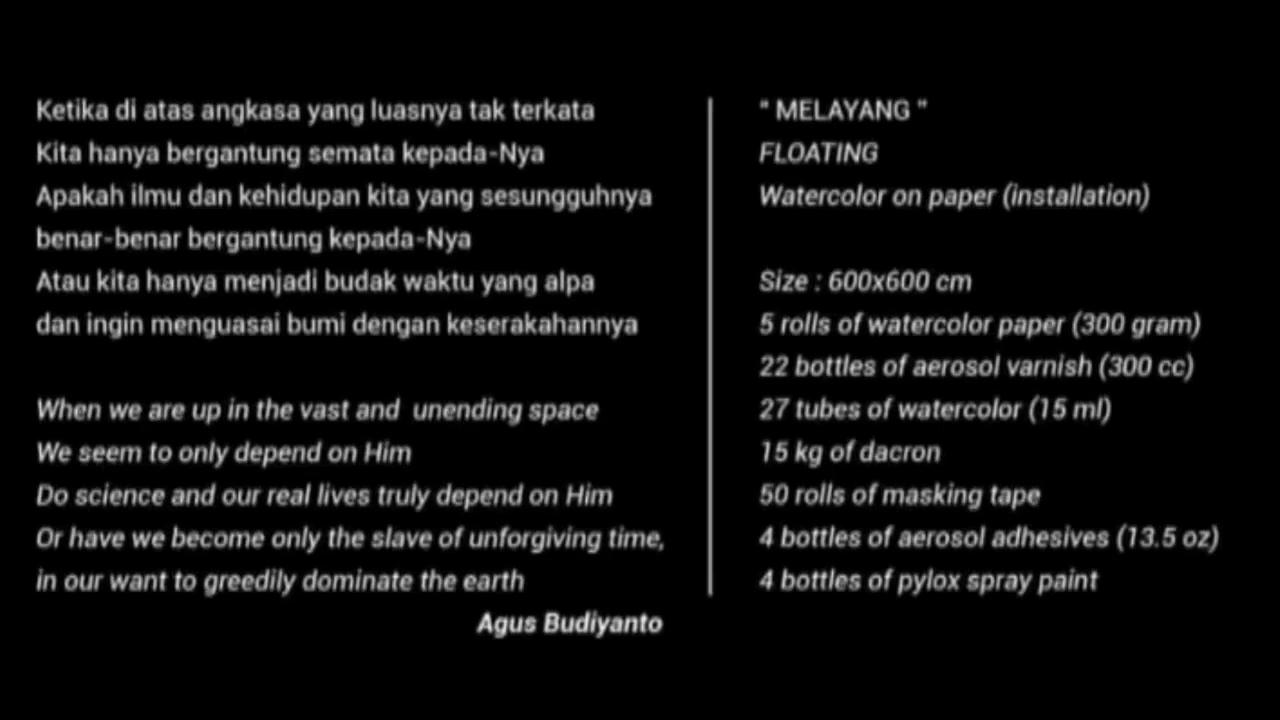 Ketika di atas angkasa yang luasnya tak terkata
Kita hanya bergantung semata kepada-Nya
Apakah ilmu dan kehidupan kita yang sesungguhnya
benar-benar bergantung kepada-Nya
Atau kita hanya menjadi budak waktu yang alpa
dan ingin menguasai bumi dengan keserakahannya
When we are up in the vast and unending space
We seem to only depend on Him
Do science and our real lives truly depend on Him
Or have we become only the slave of unforgiving time,
in our want to greedily dominate the earth
Agus Budiyanto
" MELAYANG "
FLOATING
Watercolor on paper (installation)
Size : 600x600 cm
5 rolls of watercolor paper (300 gram)
22 bottles of aerosol varnish (300 cc)
27 tubes of watercolor (15 ml)
15 kg of dacron
50 rolls of masking tape
4 bottles of aerosol adhesives (13.5 oz)
4 bottles of pylox spray paint